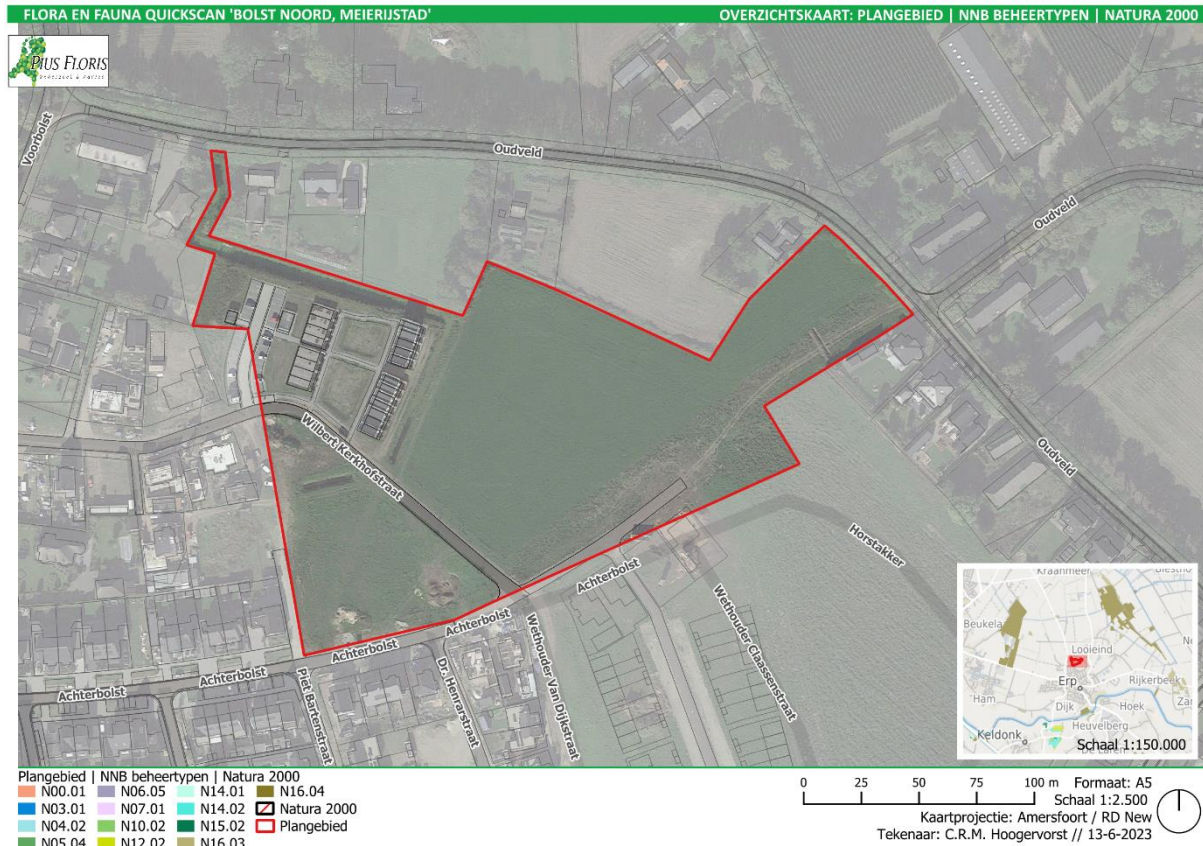 FLORA EN FAUNA QUICKSCAN 'BOLST NOORD, MEIERIJSTAD'
OVERZICHTSKAART: PLANGEBIED | NNB BEHEERTYPEN | NATURA 2000
PIUS FLORIS
Voorbolst
Oudveld
Oudveld
Oudveld
Wilbert Kerkhofstraat
Horstakker
Achterbolst
Achterbolst
Achterbolst
Achterbolst
Achterbolst
Wethouder Claassenstraat
Wethouder Van Dijkstraat
Dr. Henrarstraat
Piet Bartenstraat
Kraanmeer
Beukela
Looieind
Erp
Rijkerbeek
Ham
Dijk
Hoek
Heuvelberg
Keldonk
Schaal 1:150.000
Plangebied | NNB beheertypen | Natura 2000
N00.01 N06.05 N14.01 N16.04
N03.01 N07.01 N14.02 Natura 2000
N04.02 N10.02 N15.02 Plangebied
N05.04 N12.02 N16.03
0 25 50 75 100 m
Formaat: A5
Schaal 1:2.500
Kaartprojectie: Amersfoort / RD New
Tekenaar: C.R.M. Hoogervorst // 13-6-2023